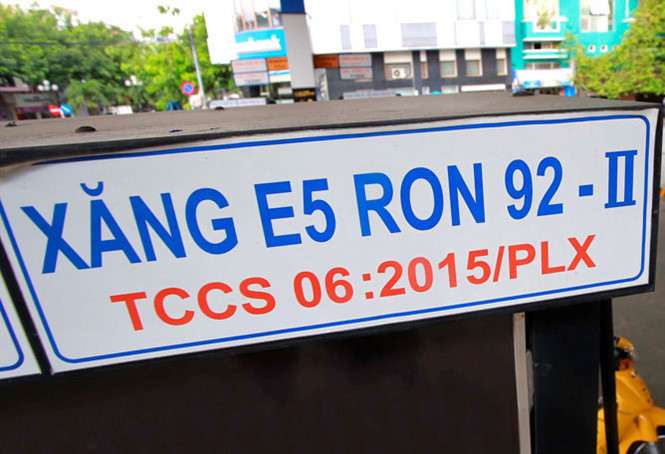 XĂNG E5 RON 92 - II
TCCS 06:2015/PLX